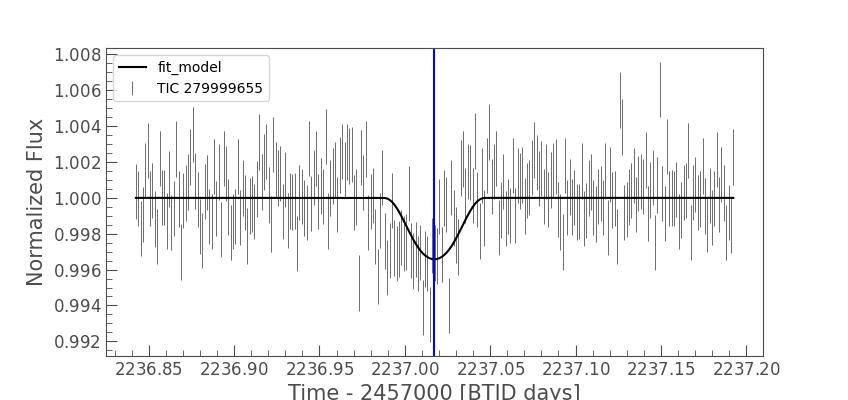 1.008
1.006
1.004
1.002
1.000
0.998
0.996
0.994
0.992
Normalized Flux
fit_model
TIC 279999655
2236.85 2236.90 2236.95 2237.00 2237.05 2237.10 2237.15 2237.20
Time - 2457000 [BTJD days]